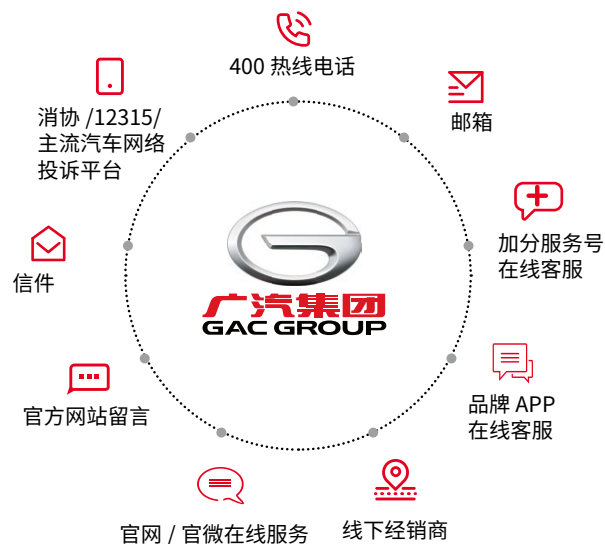 400 热线电话
邮箱
加分服务号
在线客服
品牌 APP
在线客服
线下经销商
官网 / 官微在线服务
官方网站留言
信件
消协 /12315/
主流汽车网络
投诉平台
广汽集团
GAC GROUP